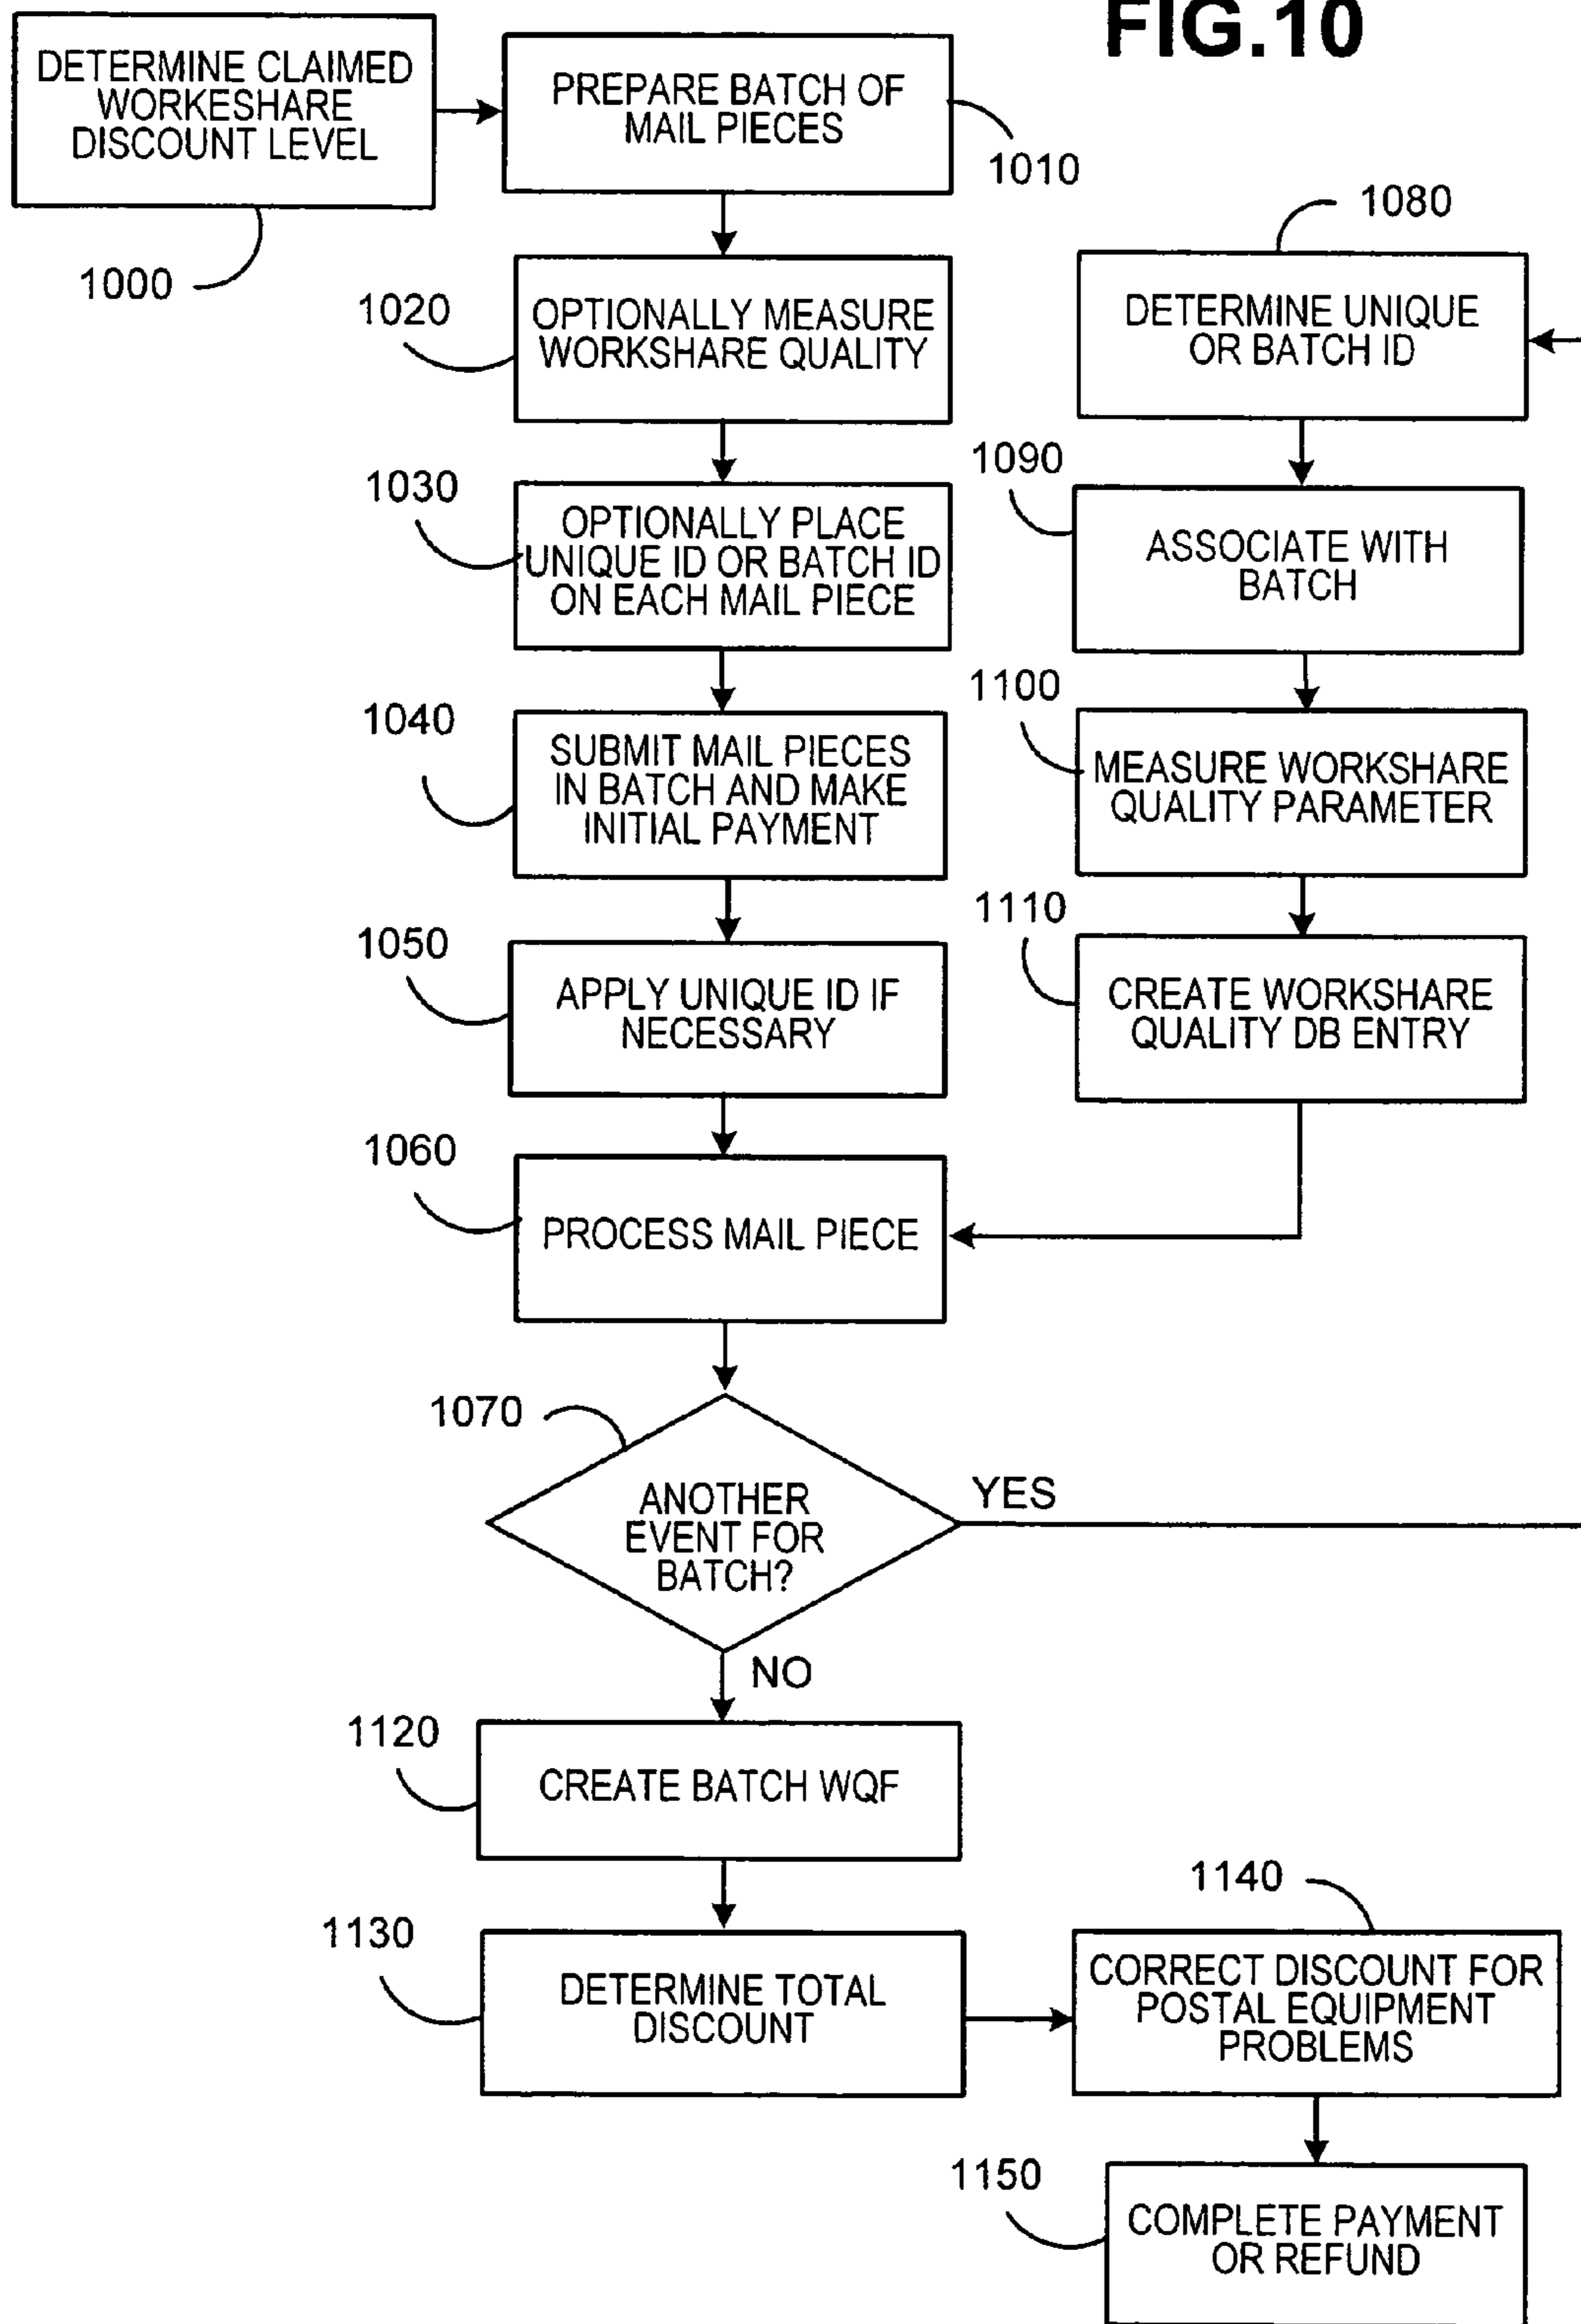 FIG.10
DETERMINE CLAIMED
WORKESHARE
DISCOUNT LEVEL
1000
PREPARE BATCH OF
MAIL PIECES
1010
1020
OPTIONALLY MEASURE
WORKSHARE QUALITY
1030
OPTIONALLY PLACE
UNIQUE ID OR BATCH ID
ON EACH MAIL PIECE
1040
SUBMIT MAIL PIECES
IN BATCH AND MAKE
INITIAL PAYMENT
1050
APPLY UNIQUE ID IF
NECESSARY
1060
PROCESS MAIL PIECE
1070
ANOTHER
EVENT FOR
BATCH?
YES
NO
1080
DETERMINE UNIQUE
OR BATCH ID
1090
ASSOCIATE WITH
BATCH
1100
MEASURE WORKSHARE
QUALITY PARAMETER
1110
CREATE WORKSHARE
QUALITY DB ENTRY
1120
CREATE BATCH WQF
1130
DETERMINE TOTAL
DISCOUNT
1140
CORRECT DISCOUNT FOR
POSTAL EQUIPMENT
PROBLEMS
1150
COMPLETE PAYMENT
OR REFUND